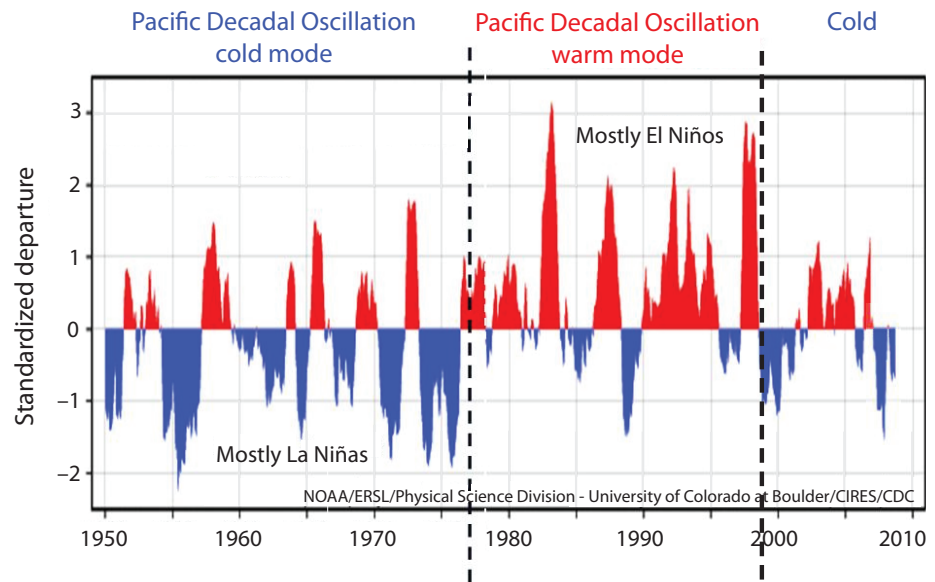 Pacific Decadal Oscillation
cold mode
Pacific Decadal Oscillation
warm mode
Cold
Standardized departure
3
2
1
0
−1
−2
Mostly El Niños
Mostly La Niñas
NOAA/ERSL/Physical Science Division - University of Colorado at Boulder/CIRES/CDC
1950 1960 1970 1980 1990 2000 2010